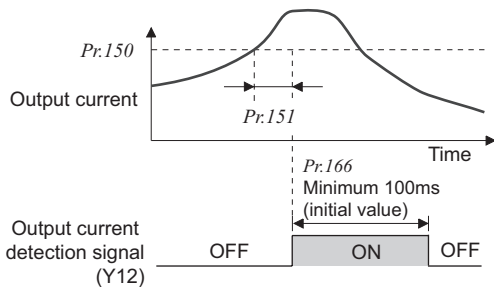 Pr.150
Output current
Pr.151
Time
Pr.166
Minimum 100ms
(initial value)
Output current
detection signal
(Y12)
OFF
ON
OFF